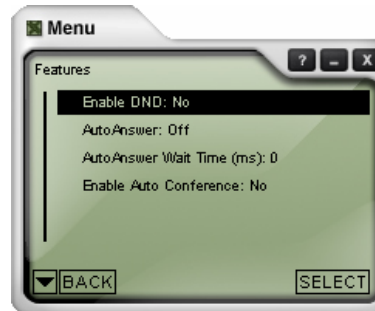 Menu
? – X
Features
Enable DND: No
AutoAnswer: Off
AutoAnswer Wait Time (ms): 0
Enable Auto Conference: No
BACK
SELECT